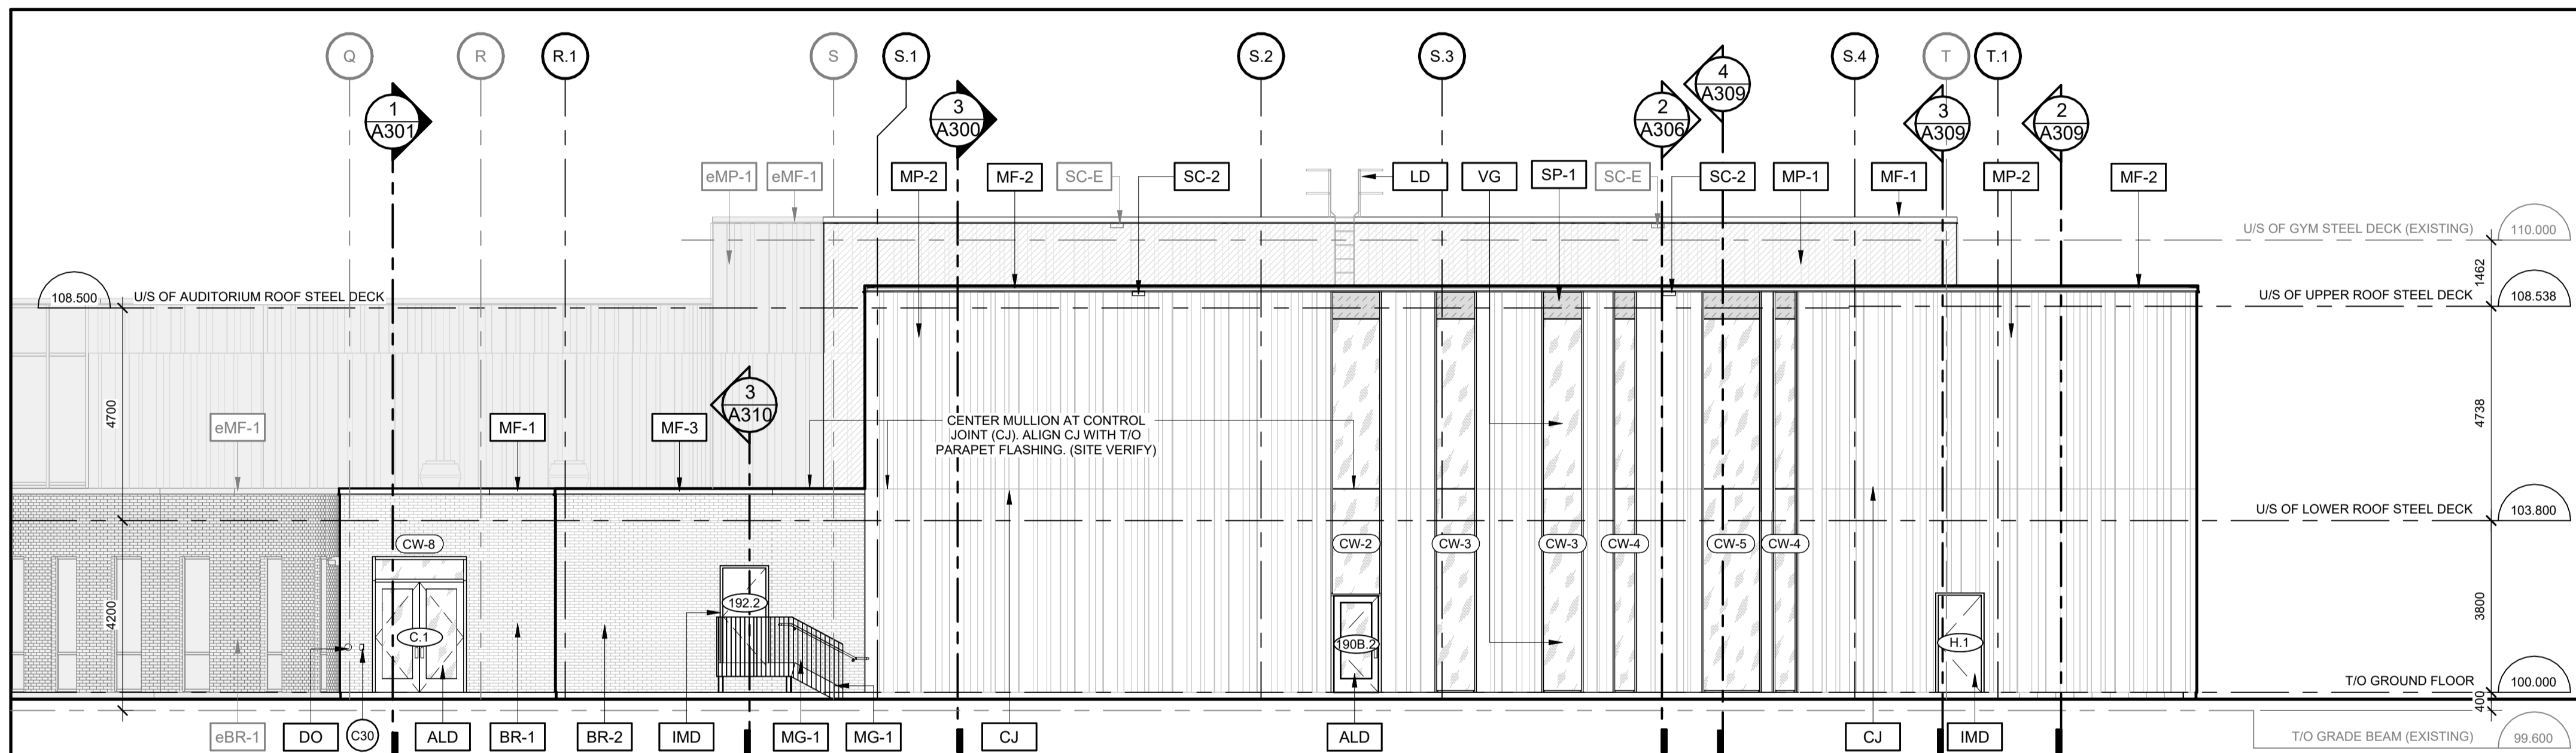 Q
R
R.1
S
S.1
S.2
S.3
S.4
T
T.1
1
A301
3
A300
2
A306
4
A309
3
A309
2
A309
eMP-1
eMF-1
MP-2
MF-2
SC-E
SC-2
LD
VG
SP-1
SC-E
SC-2
MP-1
MF-1
MP-2
MF-2
U/S OF GYM STEEL DECK (EXISTING)
110.000
1462
108.500
U/S OF AUDITORIUM ROOF STEEL DECK
U/S OF UPPER ROOF STEEL DECK
108.538
4700
4738
3
A310
eMF-1
MF-1
MF-3
CENTER MULLION AT CONTROL
JOINT (CJ). ALIGN CJ WITH T/O
PARAPET FLASHING. (SITE VERIFY)
U/S OF LOWER ROOF STEEL DECK
103.800
CW-8
CW-2
CW-3
CW-3
CW-4
CW-5
CW-4
4200
3800
192.2
C.1
190B.2
H.1
T/O GROUND FLOOR
100.000
400
eBR-1
DO
C30
ALD
BR-1
BR-2
IMD
MG-1
MG-1
CJ
ALD
CJ
IMD
T/O GRADE BEAM (EXISTING)
99.600